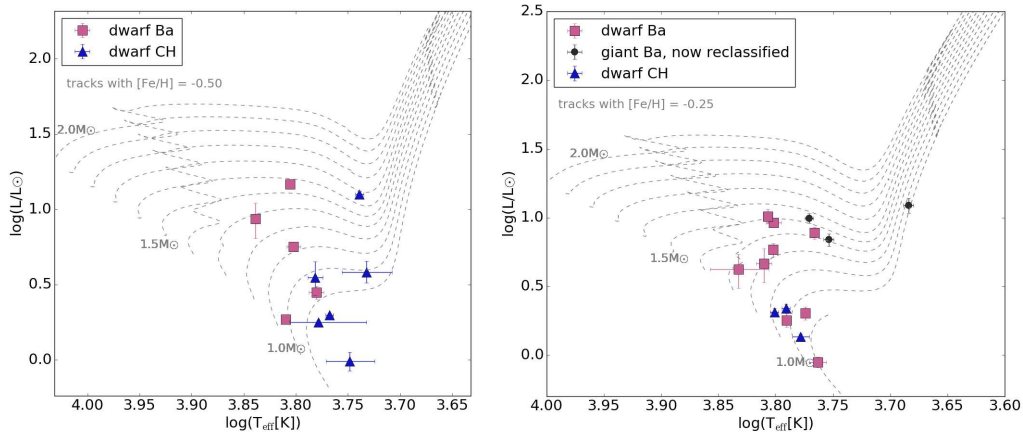 dwarf Ba
dwarf CH
tracks with [Fe/H] = -0.50
2.0M⊙
1.5M⊙
1.0M⊙
log(L/L⊙)
2.0
1.5
1.0
0.5
0.0
4.00 3.95 3.90 3.85 3.80 3.75 3.70 3.65
log(Teff[K])
dwarf Ba
giant Ba, now reclassified
dwarf CH
tracks with [Fe/H] = -0.25
2.0M⊙
1.5M⊙
1.0M⊙
log(L/L⊙)
2.5
2.0
1.5
1.0
0.5
0.0
4.00 3.95 3.90 3.85 3.80 3.75 3.70 3.65 3.60
log(Teff[K])